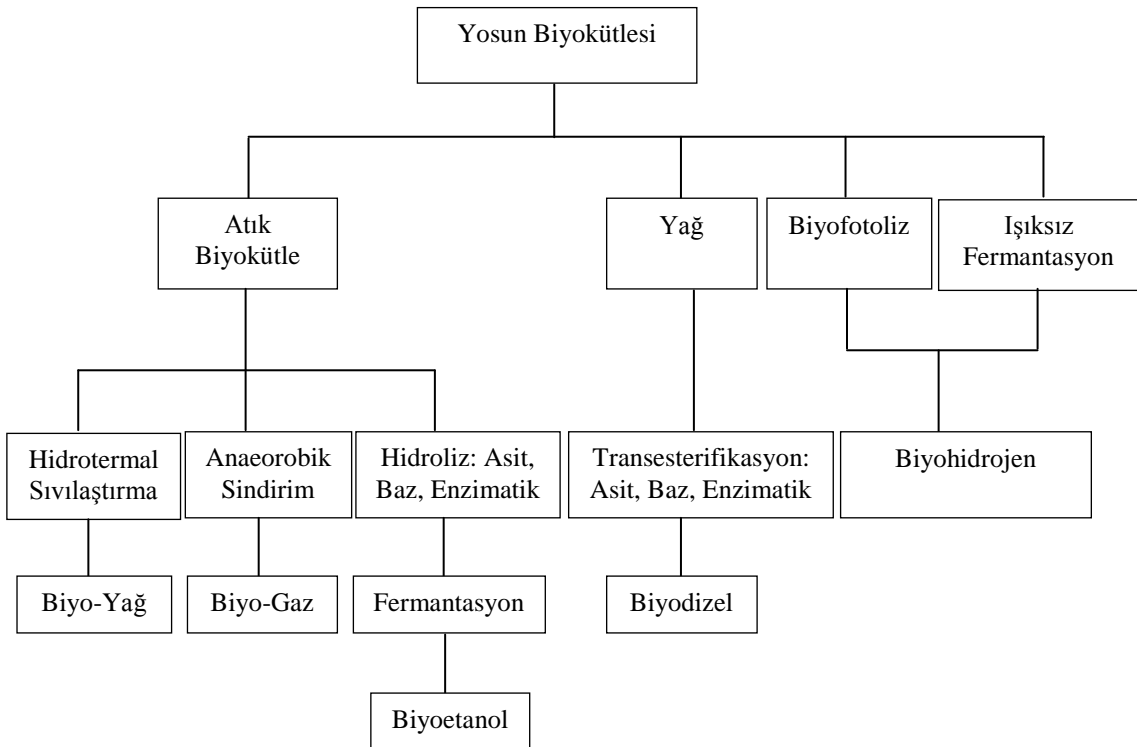 Yosun Biyokütlesi
Atık
Biyokütle
Yağ
Biyofotoliz
Işıksız
Fermantasyon
Hidrotermal
Sıvılaştırma
Anaeorobik
Sindirim
Hidroliz: Asit,
Baz, Enzimatik
Transesterifikasyon:
Asit, Baz, Enzimatik
Biyohidrojen
Biyo-Yağ
Biyo-Gaz
Fermantasyon
Biyodizel
Biyoetanol